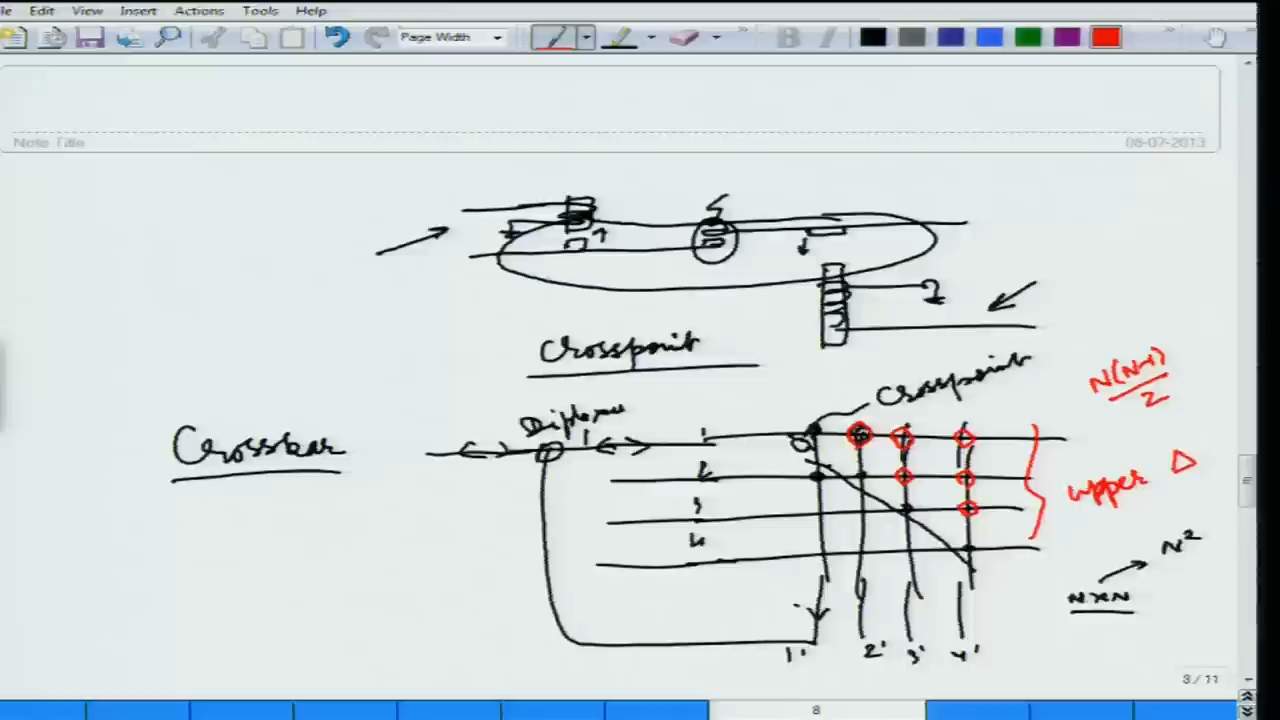 Edit View Insert Actions Tools Help
Page Width
Note Title
08-07-2013
Crosspoint
Crosspoint
N(N-1)
2
Diplexer
Crossbar
1
2
3
4
upper Δ
N²
N×N
1' 2' 3' 4'
3 / 11
8